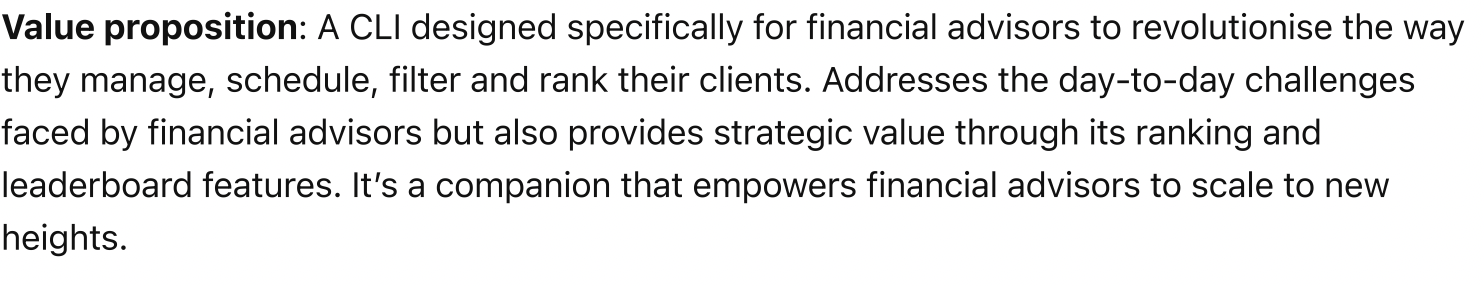 Value proposition: A CLI designed specifically for financial advisors to revolutionise the way
they manage, schedule, filter and rank their clients. Addresses the day-to-day challenges
faced by financial advisors but also provides strategic value through its ranking and
leaderboard features. It’s a companion that empowers financial advisors to scale to new
heights.